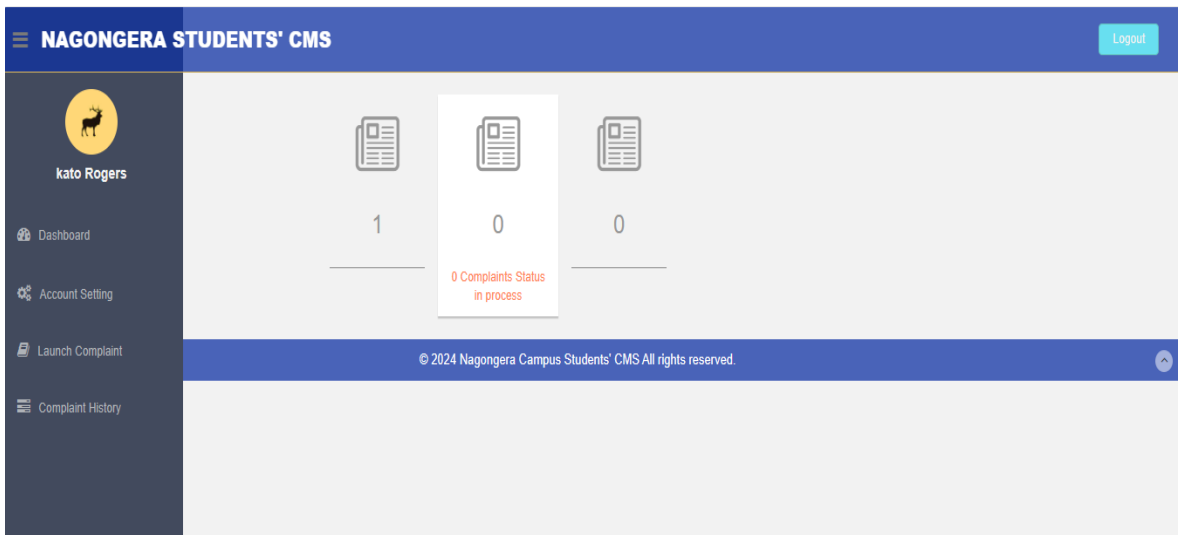 NAGONGERA STUDENTS' CMS
Logout
kato Rogers
Dashboard
Account Setting
Launch Complaint
Complaint History
1
0
0
0 Complaints Status
in process
© 2024 Nagongera Campus Students' CMS All rights reserved.